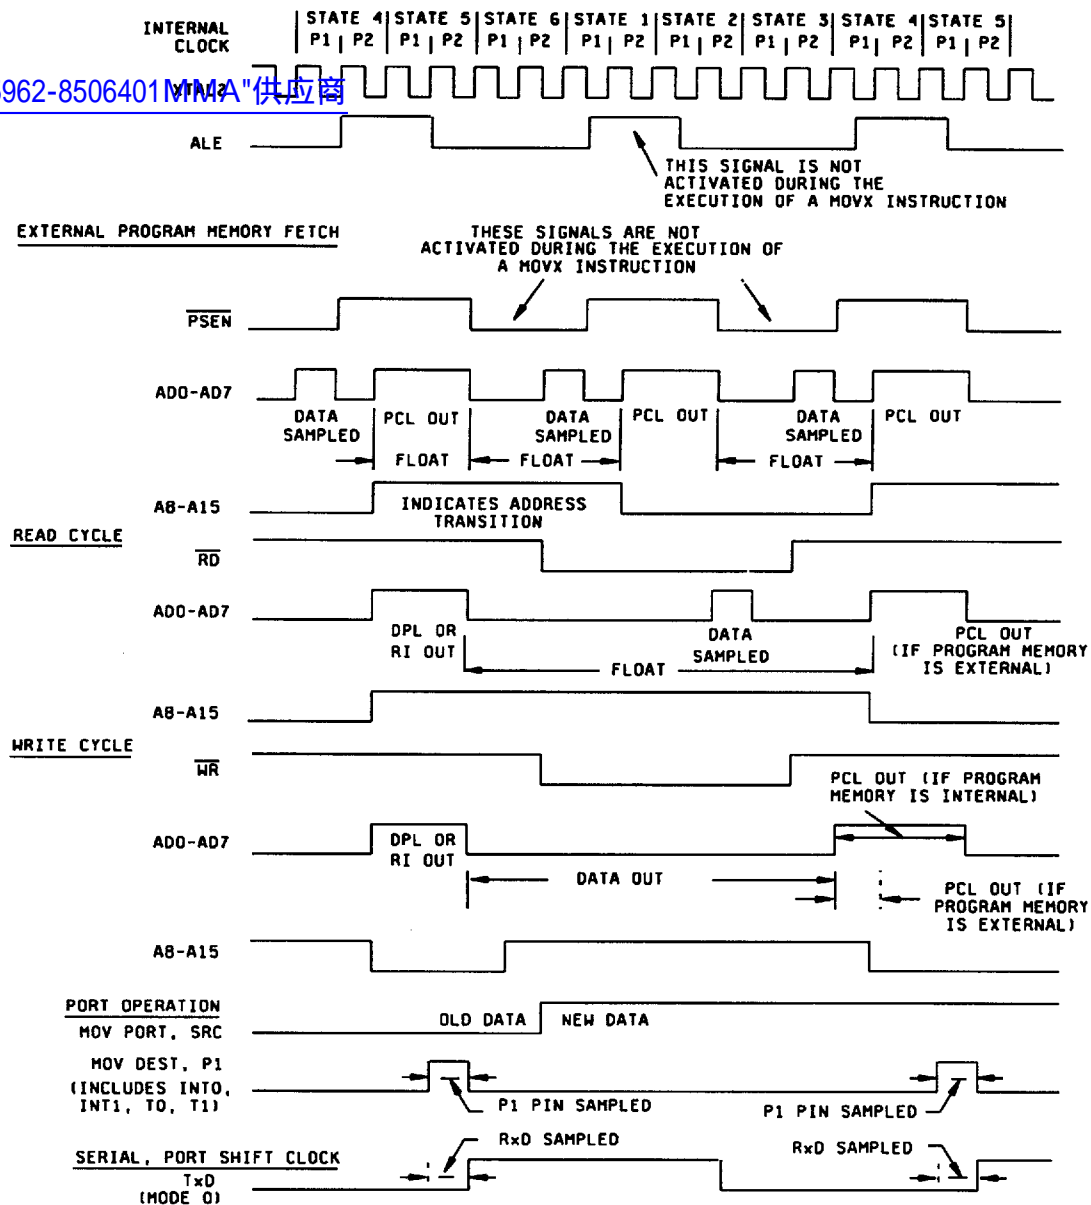 INTERNAL CLOCK
STATE 4 STATE 5 STATE 6 STATE 1 STATE 2 STATE 3 STATE 4 STATE 5
P1 P2 P1 P2 P1 P2 P1 P2 P1 P2 P1 P2 P1 P2 P1 P2
5962-8506401MMA"供应商
XTAL2
ALE
THIS SIGNAL IS NOT
ACTIVATED DURING THE
EXECUTION OF A MOVX INSTRUCTION
EXTERNAL PROGRAM MEMORY FETCH
THESE SIGNALS ARE NOT
ACTIVATED DURING THE EXECUTION OF
A MOVX INSTRUCTION
PSEN
AD0-AD7
DATA SAMPLED PCL OUT DATA SAMPLED PCL OUT DATA SAMPLED PCL OUT
FLOAT FLOAT FLOAT
A8-A15
INDICATES ADDRESS
TRANSITION
READ CYCLE
RD
AD0-AD7
DPL OR
RI OUT
FLOAT
DATA
SAMPLED
PCL OUT
(IF PROGRAM MEMORY
IS EXTERNAL)
A8-A15
WRITE CYCLE
WR
PCL OUT (IF PROGRAM
MEMORY IS INTERNAL)
AD0-AD7
DPL OR
RI OUT
DATA OUT
PCL OUT (IF
PROGRAM MEMORY
IS EXTERNAL)
A8-A15
PORT OPERATION
MOV PORT, SRC
OLD DATA NEW DATA
MOV DEST, P1
(INCLUDES INT0,
INT1, T0, T1)
P1 PIN SAMPLED P1 PIN SAMPLED
RxD SAMPLED RxD SAMPLED
SERIAL, PORT SHIFT CLOCK
TxD
(MODE 0)